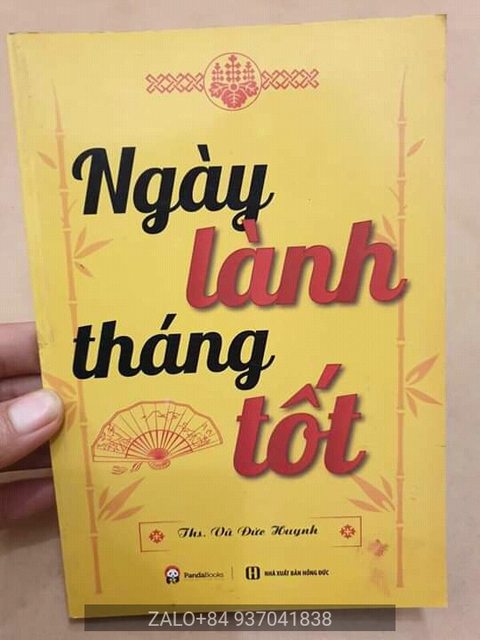 Ngày
lành
tháng
tốt
Ths. Vũ Đức Huynh
PandaBooks
NHÀ XUẤT BẢN HỒNG ĐỨC
ZALO+84 937041838